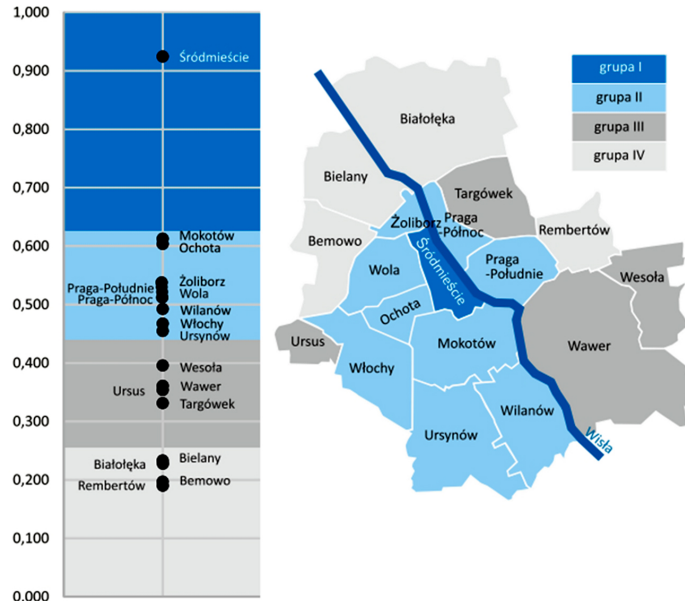 1,000
0,900
0,800
0,700
0,600
0,500
0,400
0,300
0,200
0,100
0,000
Śródmieście
Mokotów
Ochota
Praga-Południe
Żoliborz
Praga-Północ
Wola
Wilanów
Włochy
Ursynów
Wesoła
Ursus
Wawer
Targówek
Białołęka
Bielany
Rembertów
Bemowo
grupa I
grupa II
grupa III
grupa IV
Białołęka
Bielany
Targówek
Żoliborz
Praga
-Północ
Rembertów
Bemowo
Śródmieście
Praga
-Południe
Wola
Wesoła
Ochota
Ursus
Mokotów
Wawer
Włochy
Wilanów
Ursynów
Wisła